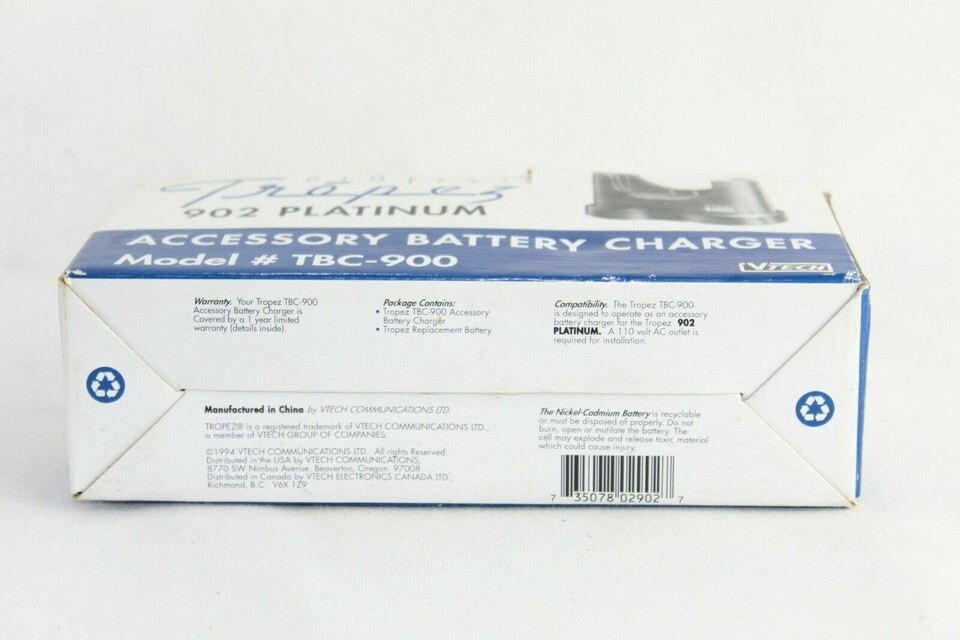 DIGITAL
Tropez
902 PLATINUM
ACCESSORY BATTERY CHARGER
Model # TBC-900
VTECH
Warranty. Your Tropez TBC-900
Accessory Battery Charger is
Covered by a 1 year limited
warranty (details inside).
Package Contains:
• Tropez TBC-900 Accessory
Battery Charger
• Tropez Replacement Battery
Compatibility. The Tropez TBC-900
is designed to operate as an accessory
battery charger for the Tropez 902
PLATINUM. A 110 volt AC outlet is
required for installation.
Manufactured in China by VTECH COMMUNICATIONS LTD.
TROPEZ® is a registered trademark of VTECH COMMUNICATIONS LTD.,
a member of VTECH GROUP OF COMPANIES.
©1994 VTECH COMMUNICATIONS LTD. All rights Reserved.
Distributed in the USA by VTECH COMMUNICATIONS,
8770 SW Nimbus Avenue, Beaverton, Oregon 97008
Distributed in Canada by VTECH ELECTRONICS CANADA LTD.,
Richmond, B.C. V6X 1Z9
The Nickel-Cadmium Battery is recyclable
or must be disposed of properly. Do not
burn, open or mutilate the battery. The
cell may explode and release toxic material
which could cause injury.
7 35078 02902 7